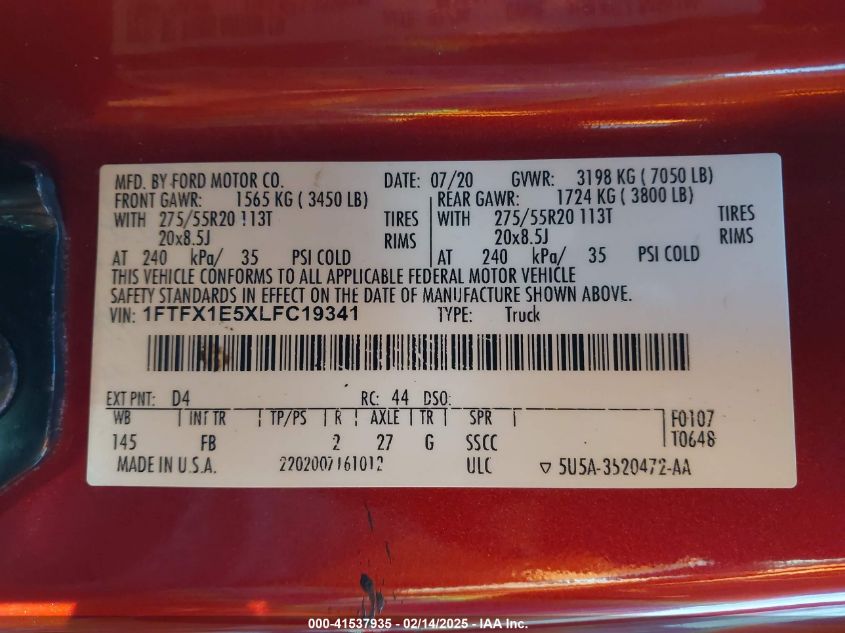 MFD. BY FORD MOTOR CO. DATE: 07/20 GVWR: 3198 KG ( 7050 LB)
FRONT GAWR: 1565 KG ( 3450 LB) REAR GAWR: 1724 KG ( 3800 LB)
WITH 275/55R20 113T TIRES WITH 275/55R20 113T TIRES
20x8.5J RIMS 20x8.5J RIMS
AT 240 kPa/ 35 PSI COLD AT 240 kPa/ 35 PSI COLD
THIS VEHICLE CONFORMS TO ALL APPLICABLE FEDERAL MOTOR VEHICLE
SAFETY STANDARDS IN EFFECT ON THE DATE OF MANUFACTURE SHOWN ABOVE.
VIN: 1FTFX1E5XLFC19341 TYPE: Truck
EXT PNT: D4 RC: 44 DSO:
WB INT TR TP/PS R AXLE TR SPR F0107
145 FB 2 27 G SSCC T0648
MADE IN U.S.A. 2202007161012 ULC ▽ 5U5A-3520472-AA
000-41537935 - 02/14/2025 - IAA Inc.